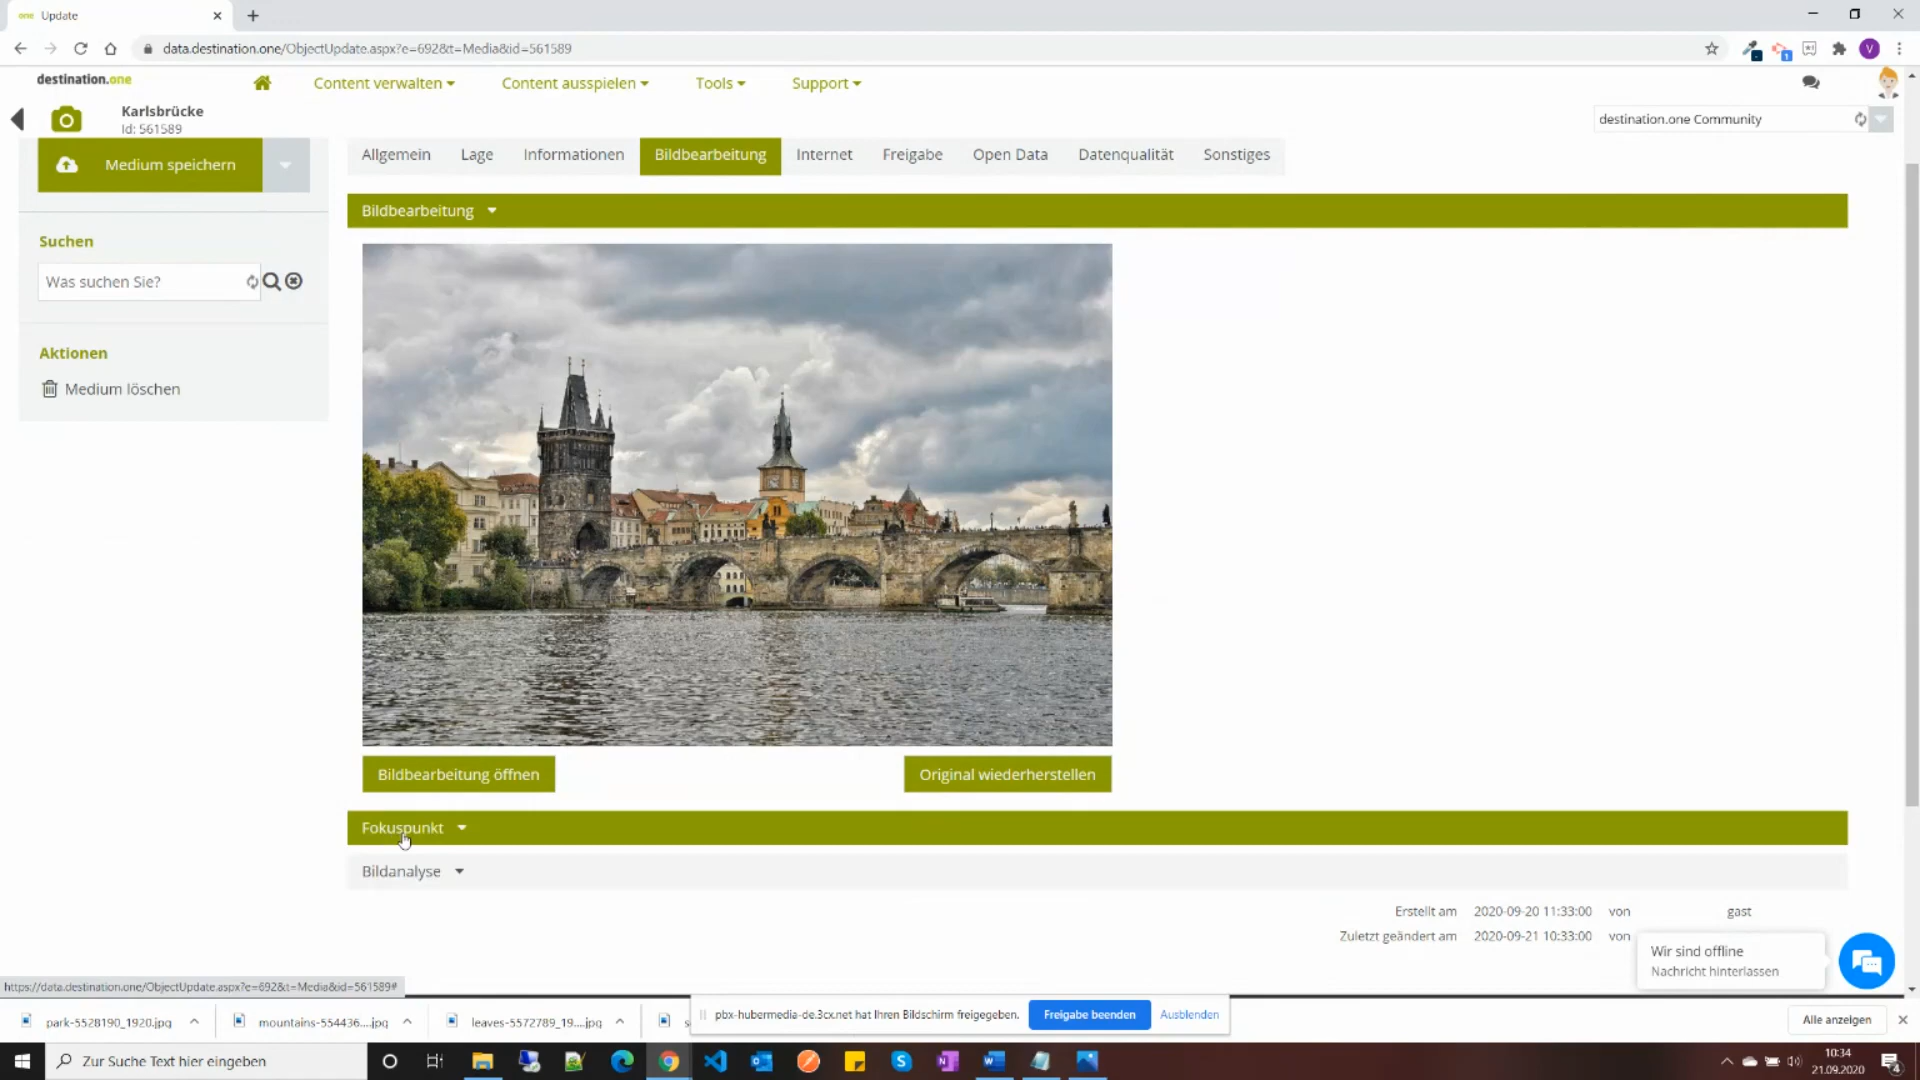 one Update
data.destination.one/ObjectUpdate.aspx?e=692&t=Media&id=561589
destination.one
Content verwalten
Content ausspielen
Tools
Support
Karlsbrücke
Id: 561589
destination.one Community
Medium speichern
Allgemein
Lage
Informationen
Bildbearbeitung
Internet
Freigabe
Open Data
Datenqualität
Sonstiges
Bildbearbeitung
Suchen
Was suchen Sie?
Aktionen
Medium löschen
Bildbearbeitung öffnen
Original wiederherstellen
Fokuspunkt
Bildanalyse
Erstellt am 2020-09-20 11:33:00 von gast
Zuletzt geändert am 2020-09-21 10:33:00 von
Wir sind offline
Nachricht hinterlassen
https://data.destination.one/ObjectUpdate.aspx?e=692&t=Media&id=561589#
park-5528190_1920.jpg
mountains-554436....jpg
leaves-5572789_19....jpg
pbx-hubermedia-de.3cx.net hat Ihren Bildschirm freigegeben.
Freigabe beenden
Ausblenden
Alle anzeigen
Zur Suche Text hier eingeben
10:34
21.09.2020